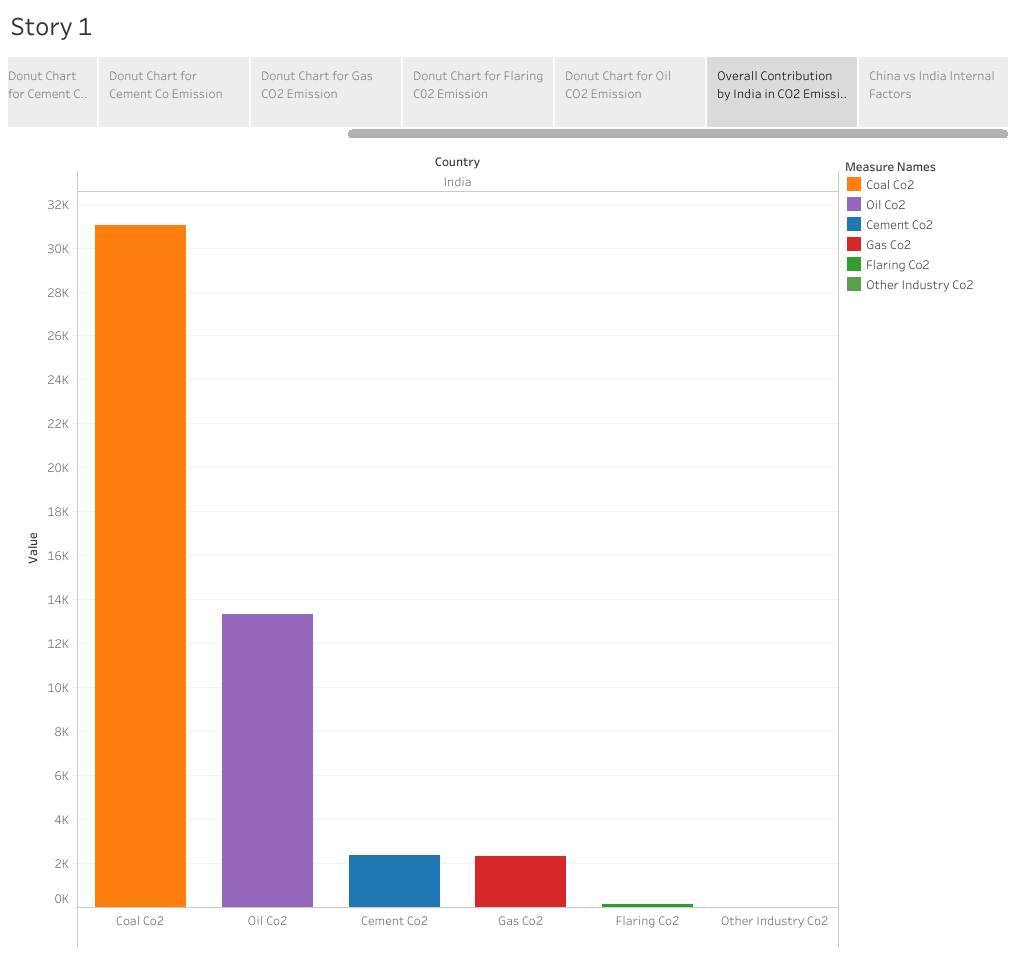 Story 1
Donut Chart
for Cement C..
Donut Chart for
Cement Co Emission
Donut Chart for Gas
CO2 Emission
Donut Chart for Flaring
C02 Emission
Donut Chart for Oil
CO2 Emission
Overall Contribution
by India in CO2 Emissi..
China vs India Internal
Factors
Country
India
Value
32K
30K
28K
26K
24K
22K
20K
18K
16K
14K
12K
10K
8K
6K
4K
2K
0K
Coal Co2
Oil Co2
Cement Co2
Gas Co2
Flaring Co2
Other Industry Co2
Measure Names
Coal Co2
Oil Co2
Cement Co2
Gas Co2
Flaring Co2
Other Industry Co2